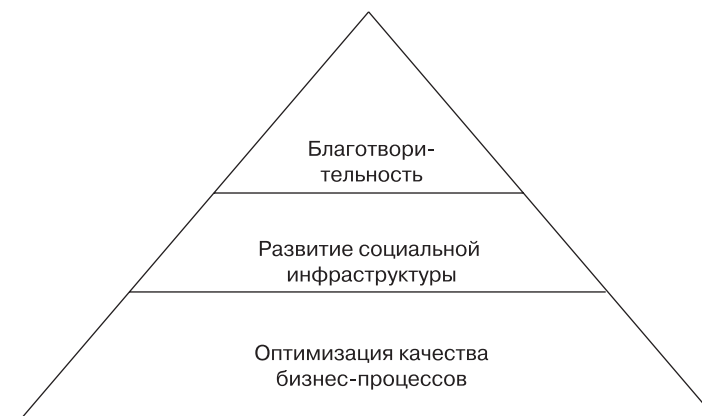 Благотвори-
тельность
Развитие социальной
инфраструктуры
Оптимизация качества
бизнес-процессов